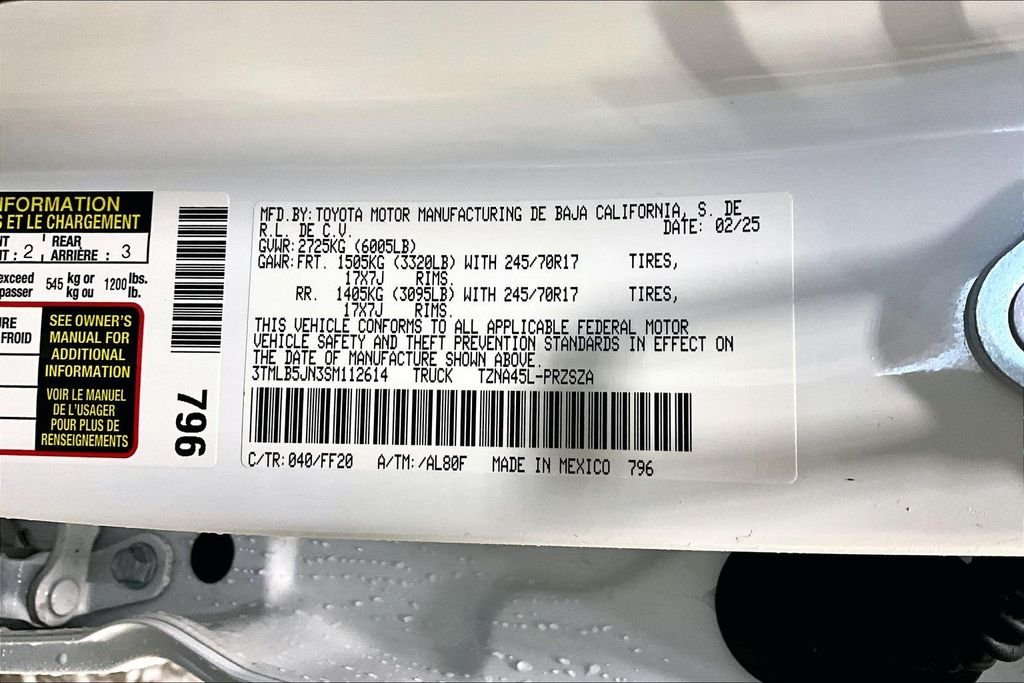 NFORMATION
S ET LE CHARGEMENT
NT : 2 REAR ARRIÈRE : 3
exceed passer 545 kg or kg ou 1200 lbs. lb.
URE
FROID
SEE OWNER'S
MANUAL FOR
ADDITIONAL
INFORMATION
VOIR LE MANUEL
DE L'USAGER
POUR PLUS DE
RENSEIGNEMENTS
796
MFD.BY:TOYOTA MOTOR MANUFACTURING DE BAJA CALIFORNIA, S. DE
R.L. DE C.V. DATE: 02/25
GVWR:2725KG (6005LB)
GAWR:FRT. 1505KG (3320LB) WITH 245/70R17 TIRES,
17X7J RIMS.
RR. 1405KG (3095LB) WITH 245/70R17 TIRES,
17X7J RIMS.
THIS VEHICLE CONFORMS TO ALL APPLICABLE FEDERAL MOTOR
VEHICLE SAFETY AND THEFT PREVENTION STANDARDS IN EFFECT ON
THE DATE OF MANUFACTURE SHOWN ABOVE.
3TMLB5JN3SM112614 TRUCK TZNA45L-PRZSZA
C/TR:040/FF20 A/TM:/AL80F MADE IN MEXICO 796